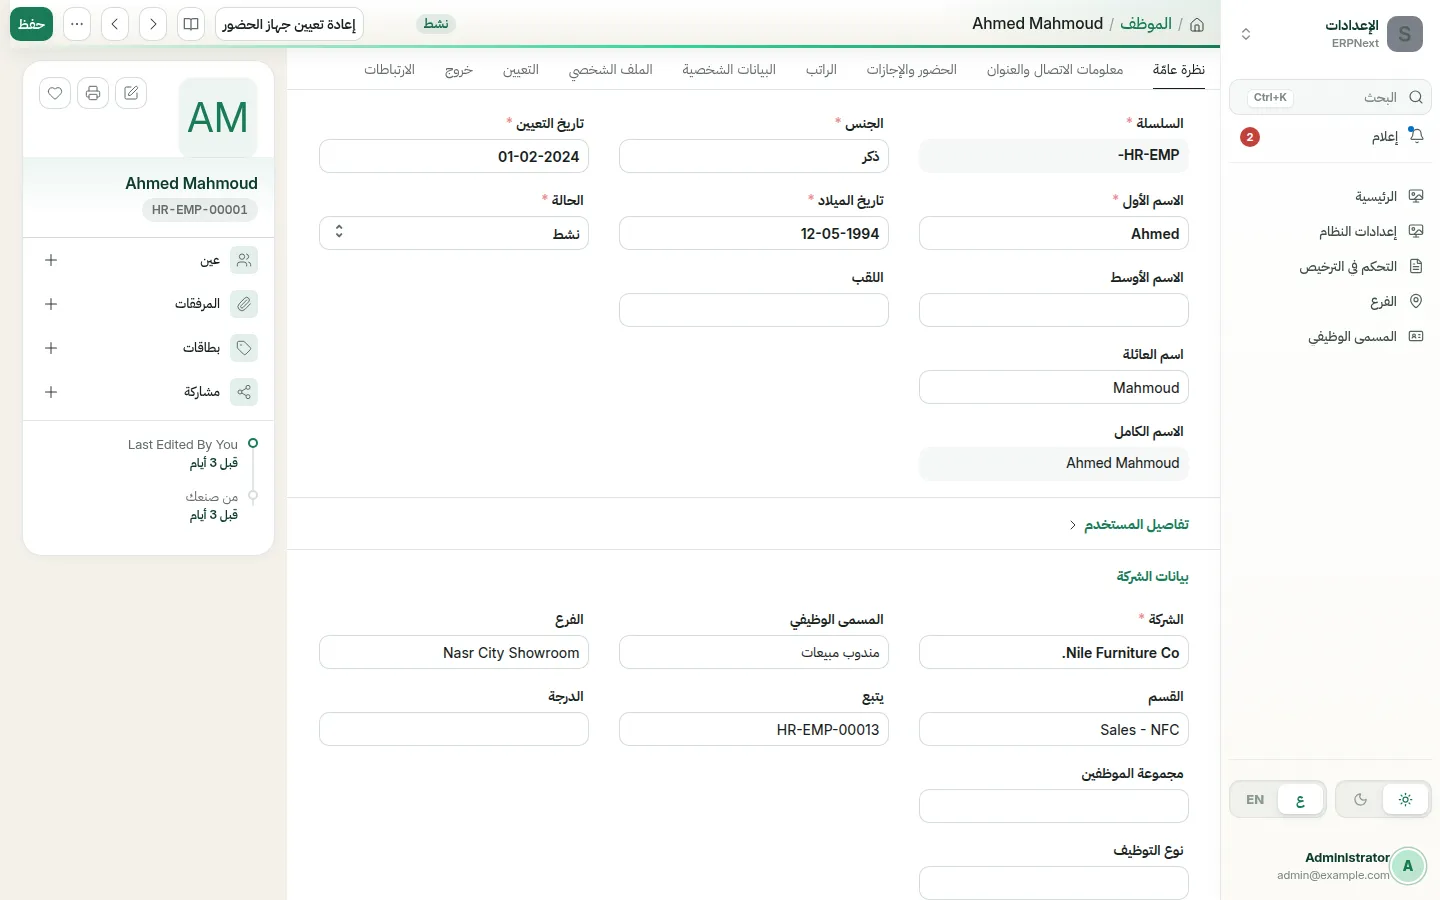 الإعدادات
ERPNext
S
البحث
Ctrl+K
إعلام
2
الرئيسية
إعدادات النظام
التحكم في الترخيص
الفرع
المسمى الوظيفي
ع
EN
Administrator
admin@example.com
A
الموظف / Ahmed Mahmoud
نشط
إعادة تعيين جهاز الحضور
حفظ
نظرة عامّة
معلومات الاتصال والعنوان
الحضور والإجازات
الراتب
البيانات الشخصية
الملف الشخصي
التعيين
خروج
الارتباطات
السلسلة *
HR-EMP-
الجنس *
ذكر
تاريخ التعيين *
01-02-2024
الاسم الأول *
Ahmed
تاريخ الميلاد *
12-05-1994
الحالة *
نشط
الاسم الأوسط
اللقب
اسم العائلة
Mahmoud
الاسم الكامل
Ahmed Mahmoud
تفاصيل المستخدم
بيانات الشركة
الشركة *
Nile Furniture Co.
المسمى الوظيفي
مندوب مبيعات
الفرع
Nasr City Showroom
القسم
Sales - NFC
يتبع
HR-EMP-00013
الدرجة
مجموعة الموظفين
نوع التوظيف
AM
Ahmed Mahmoud
HR-EMP-00001
عين
المرفقات
بطاقات
مشاركة
Last Edited By You
قبل 3 أيام
من صنعك
قبل 3 أيام